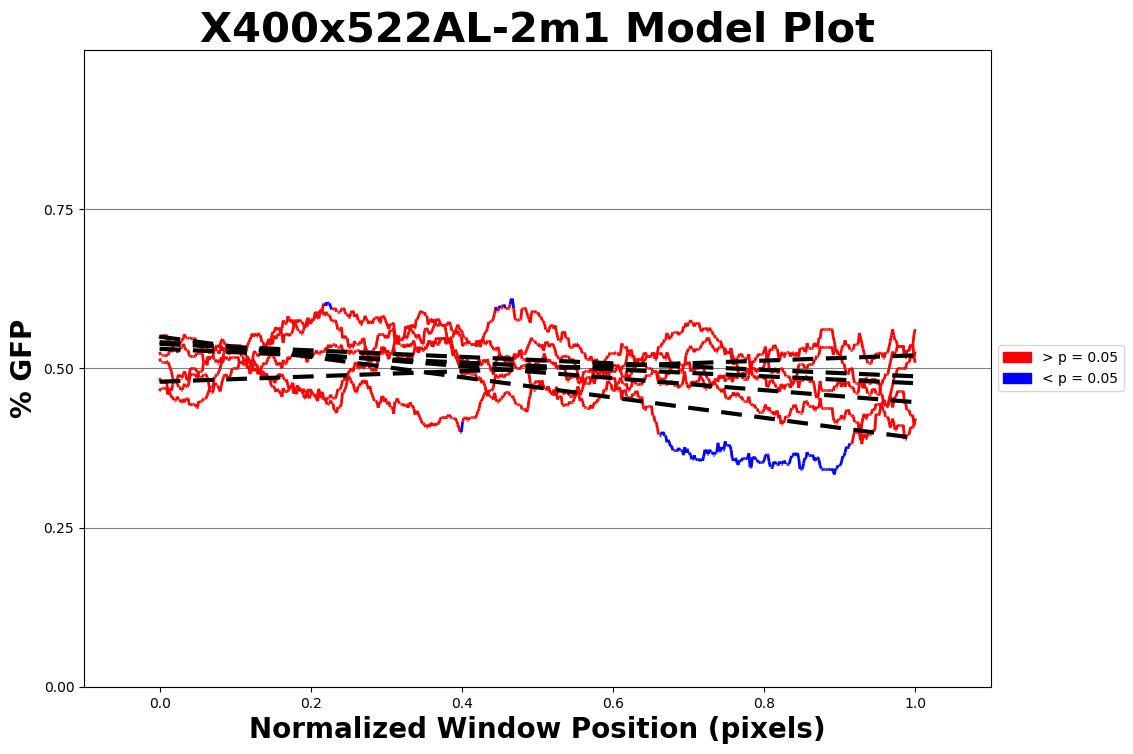 X400x522AL-2m1 Model Plot
% GFP
0.75
0.50
0.25
0.00
0.0 0.2 0.4 0.6 0.8 1.0
Normalized Window Position (pixels)
> p = 0.05
< p = 0.05